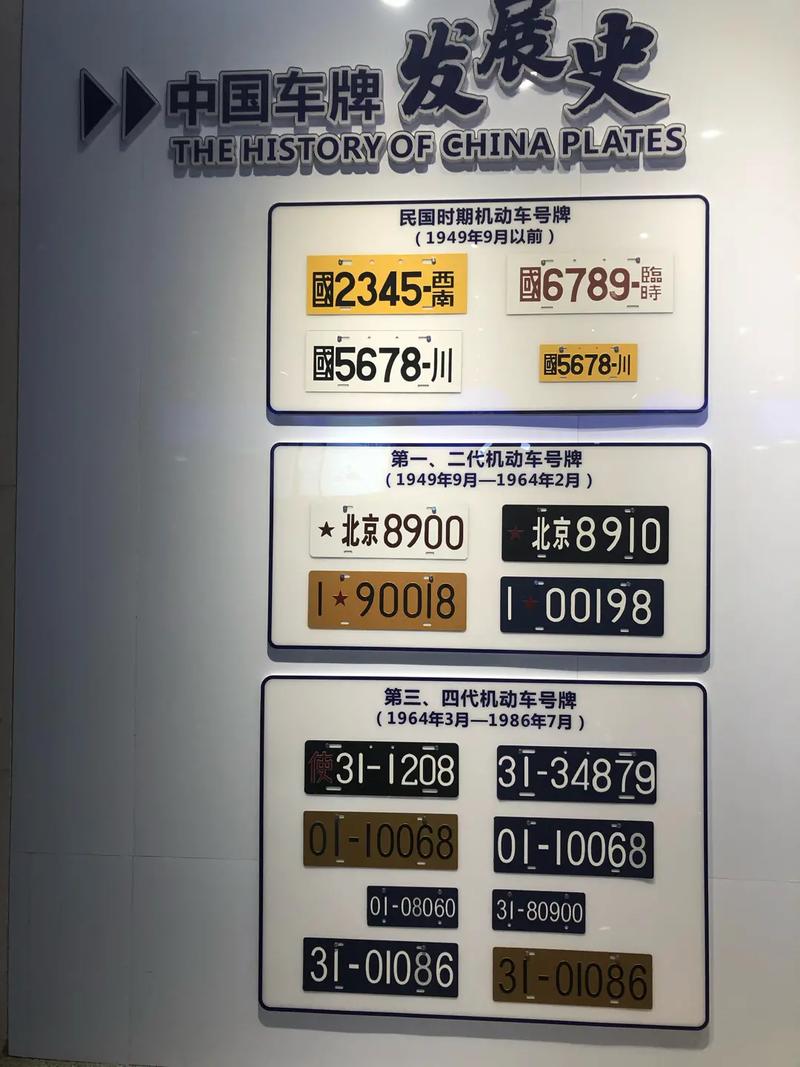 中国车牌发展史
THE HISTORY OF CHINA PLATES
民国时期机动车号牌
（1949年9月以前）
國2345-西南
國6789-臨時
國5678-川
國5678-川
第一、二代机动车号牌
（1949年9月—1964年2月）
★北京8900
★北京8910
1★90018
1★00198
第三、四代机动车号牌
（1964年3月—1986年7月）
使31-1208
31-34879
01-10068
01-10068
01-08060
31-80900
31-01086
31-01086